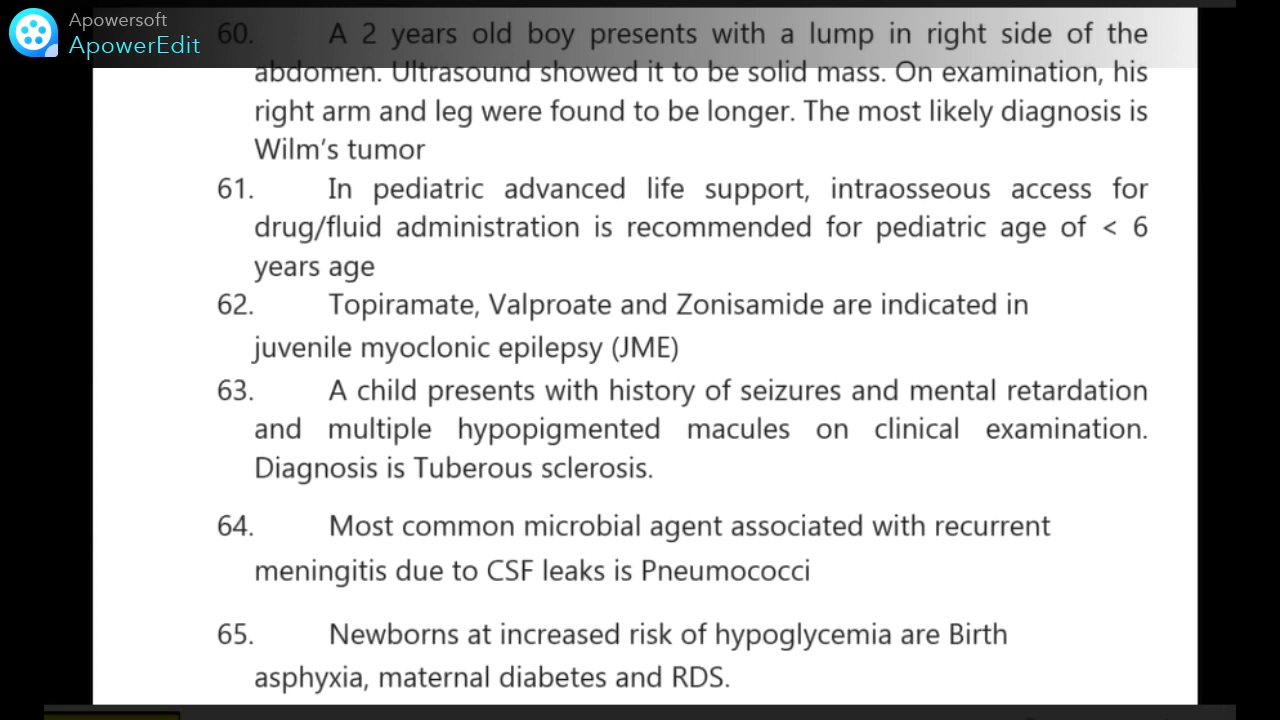 Apowersoft
ApowerEdit
60. A 2 years old boy presents with a lump in right side of the
abdomen. Ultrasound showed it to be solid mass. On examination, his
right arm and leg were found to be longer. The most likely diagnosis is
Wilm's tumor
61. In pediatric advanced life support, intraosseous access for
drug/fluid administration is recommended for pediatric age of < 6
years age
62. Topiramate, Valproate and Zonisamide are indicated in
juvenile myoclonic epilepsy (JME)
63. A child presents with history of seizures and mental retardation
and multiple hypopigmented macules on clinical examination.
Diagnosis is Tuberous sclerosis.
64. Most common microbial agent associated with recurrent
meningitis due to CSF leaks is Pneumococci
65. Newborns at increased risk of hypoglycemia are Birth
asphyxia, maternal diabetes and RDS.